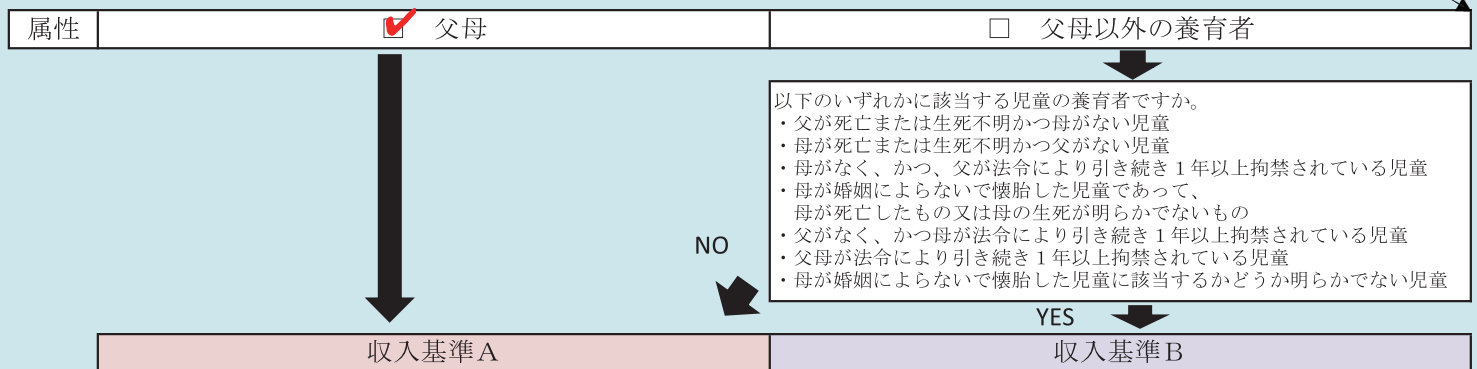 属性
☑ 父母
□ 父母以外の養育者
以下のいずれかに該当する児童の養育者ですか。
・父が死亡または生死不明かつ母がない児童
・母が死亡または生死不明かつ父がない児童
・母がなく、かつ、父が法令により引き続き１年以上拘禁されている児童
・母が婚姻によらないで懐胎した児童であって、
母が死亡したもの又は母の生死が明らかでないもの
・父がなく、かつ母が法令により引き続き１年以上拘禁されている児童
・父母が法令により引き続き１年以上拘禁されている児童
・母が婚姻によらないで懐胎した児童に該当するかどうか明らかでない児童
NO
YES
収入基準Ａ
収入基準Ｂ